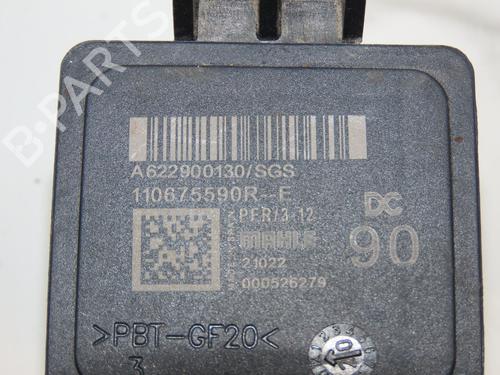 B-PARTS
A622900130/SGS
110675590R--E
PFR/3-12
DC
MAHLE
90
21022
000526279
>PBT-GF20<
3